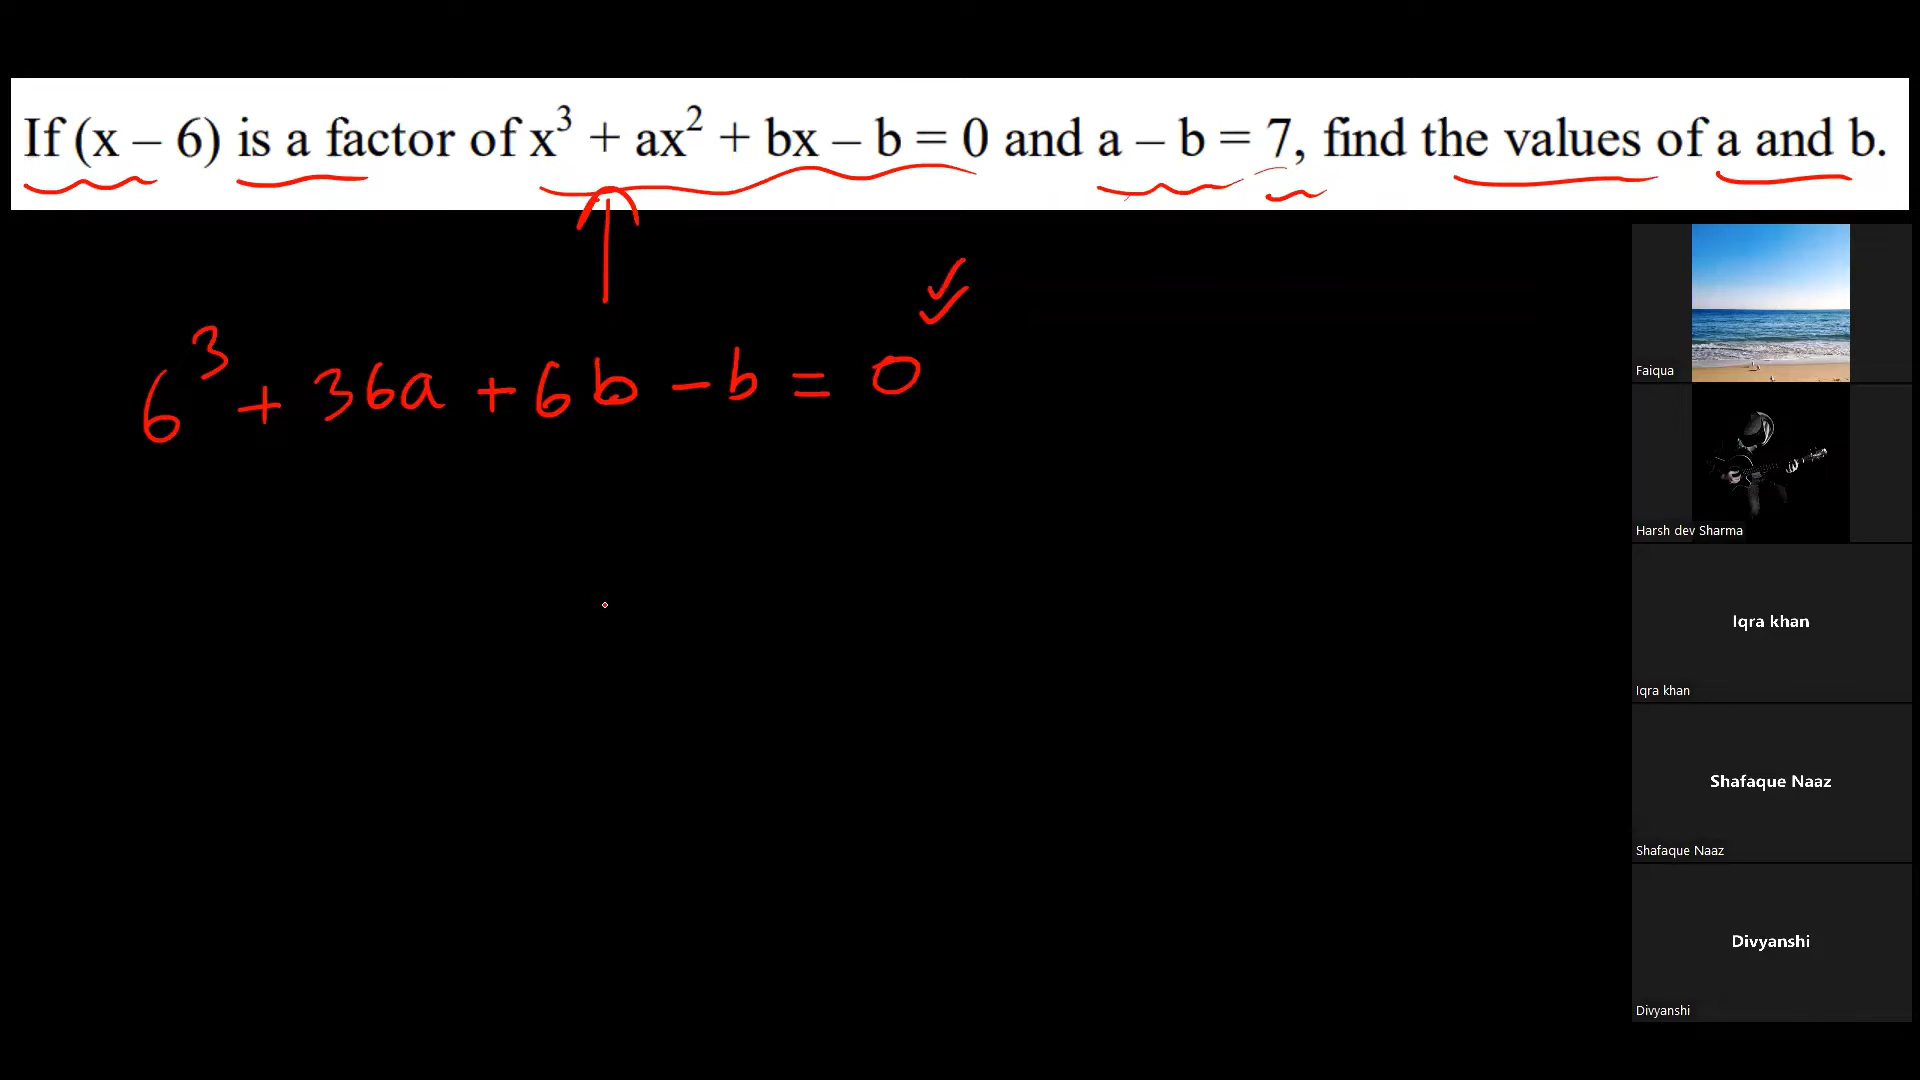 If (x – 6) is a factor of x³ + ax² + bx – b = 0 and a – b = 7, find the values of a and b.
6³ + 36a + 6b - b = 0
Faiqua
Harsh dev Sharma
Iqra khan
Iqra khan
Shafaque Naaz
Shafaque Naaz
Divyanshi
Divyanshi